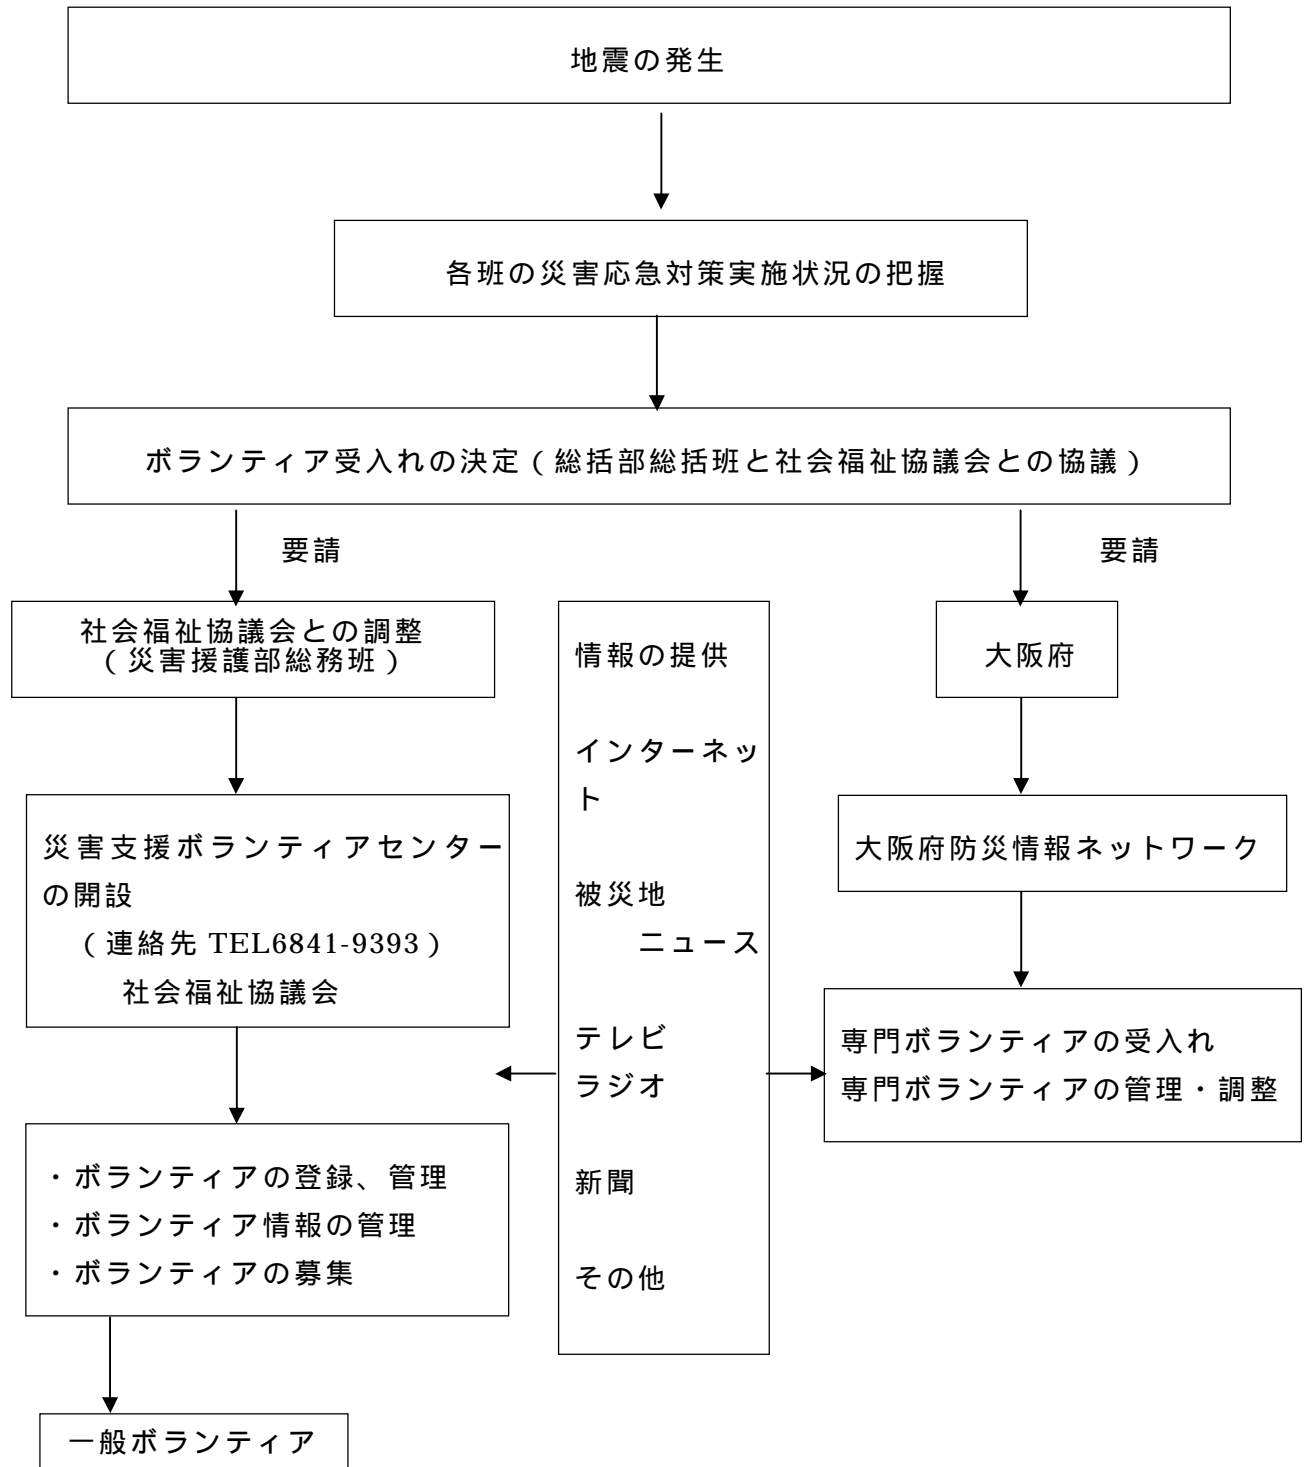 地震の発生
各班の災害応急対策実施状況の把握
ボランティア受入れの決定（総括部総括班と社会福祉協議会との協議）
要請
要請
社会福祉協議会との調整
（災害援護部総務班）
災害支援ボランティアセンター
の開設
（連絡先 TEL6841-9393）
社会福祉協議会
・ボランティアの登録、管理
・ボランティア情報の管理
・ボランティアの募集
一般ボランティア
情報の提供
インターネッ
ト
被災地
ニュース
テレビ
ラジオ
新聞
その他
大阪府
大阪府防災情報ネットワーク
専門ボランティアの受入れ
専門ボランティアの管理・調整